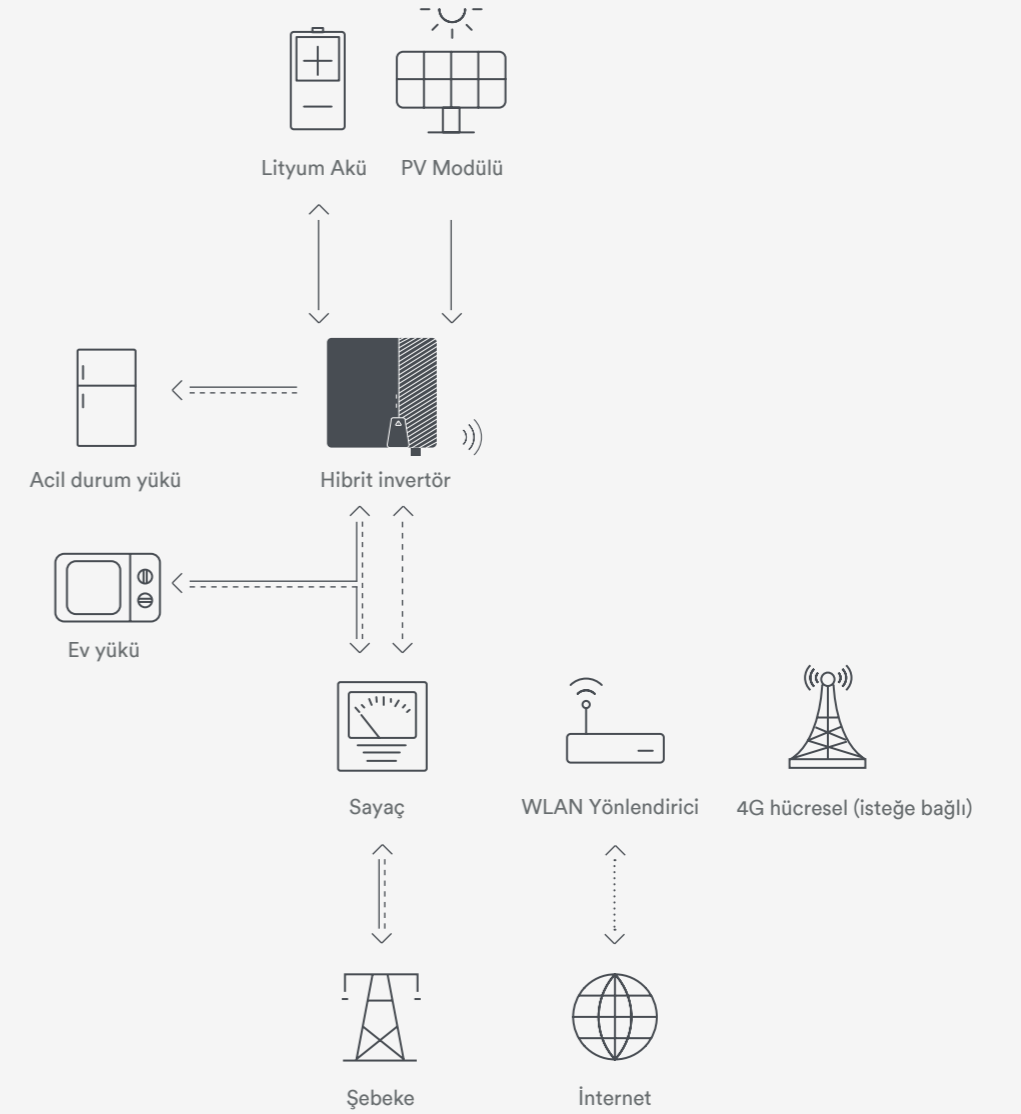 Lityum Akü
PV Modülü
Acil durum yükü
Hibrit invertör
Ev yükü
Sayaç
WLAN Yönlendirici
4G hücresel (isteğe bağlı)
Şebeke
İnternet